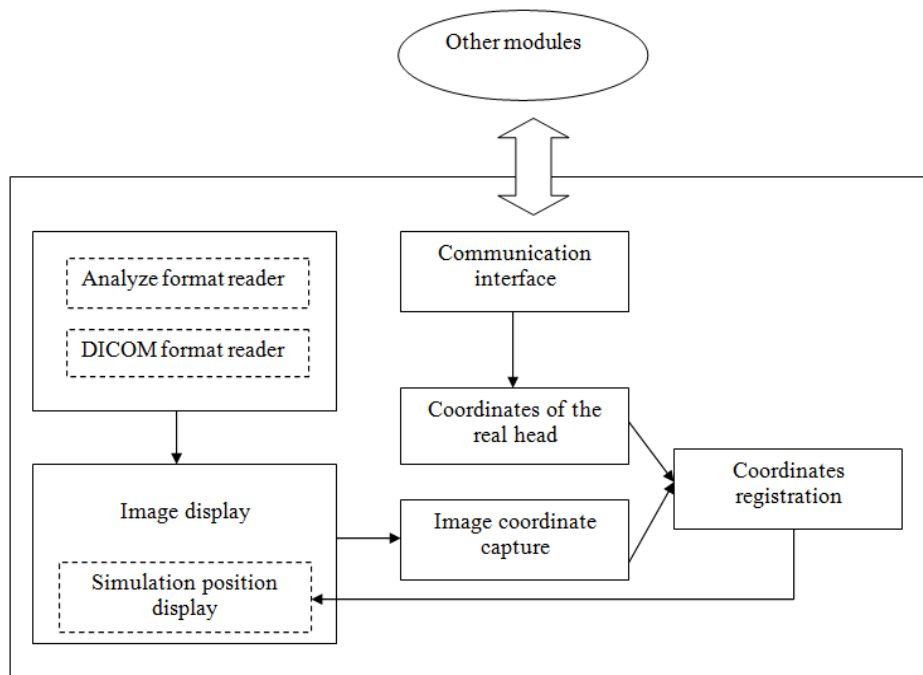 Other modules
Analyze format reader
DICOM format reader
Communication
interface
Coordinates of the
real head
Coordinates
registration
Image display
Image coordinate
capture
Simulation position
display